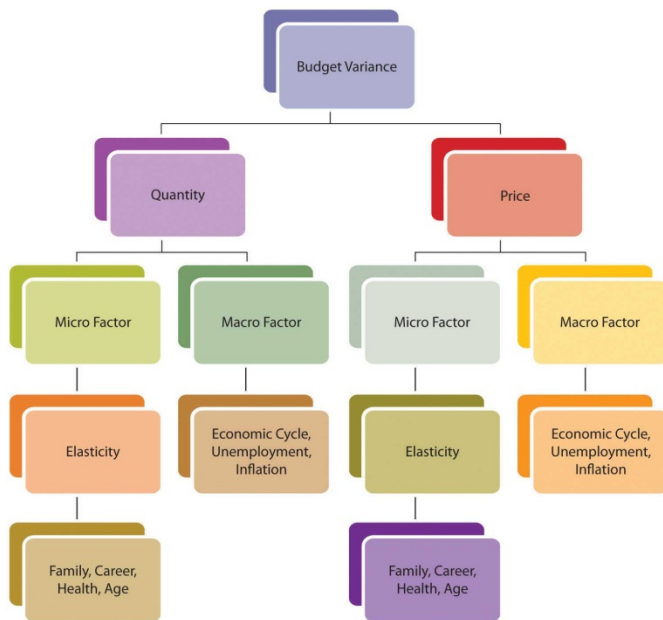 Budget Variance
Quantity
Price
Micro Factor
Macro Factor
Micro Factor
Macro Factor
Elasticity
Economic Cycle,
Unemployment,
Inflation
Elasticity
Economic Cycle,
Unemployment,
Inflation
Family, Career,
Health, Age
Family, Career,
Health, Age